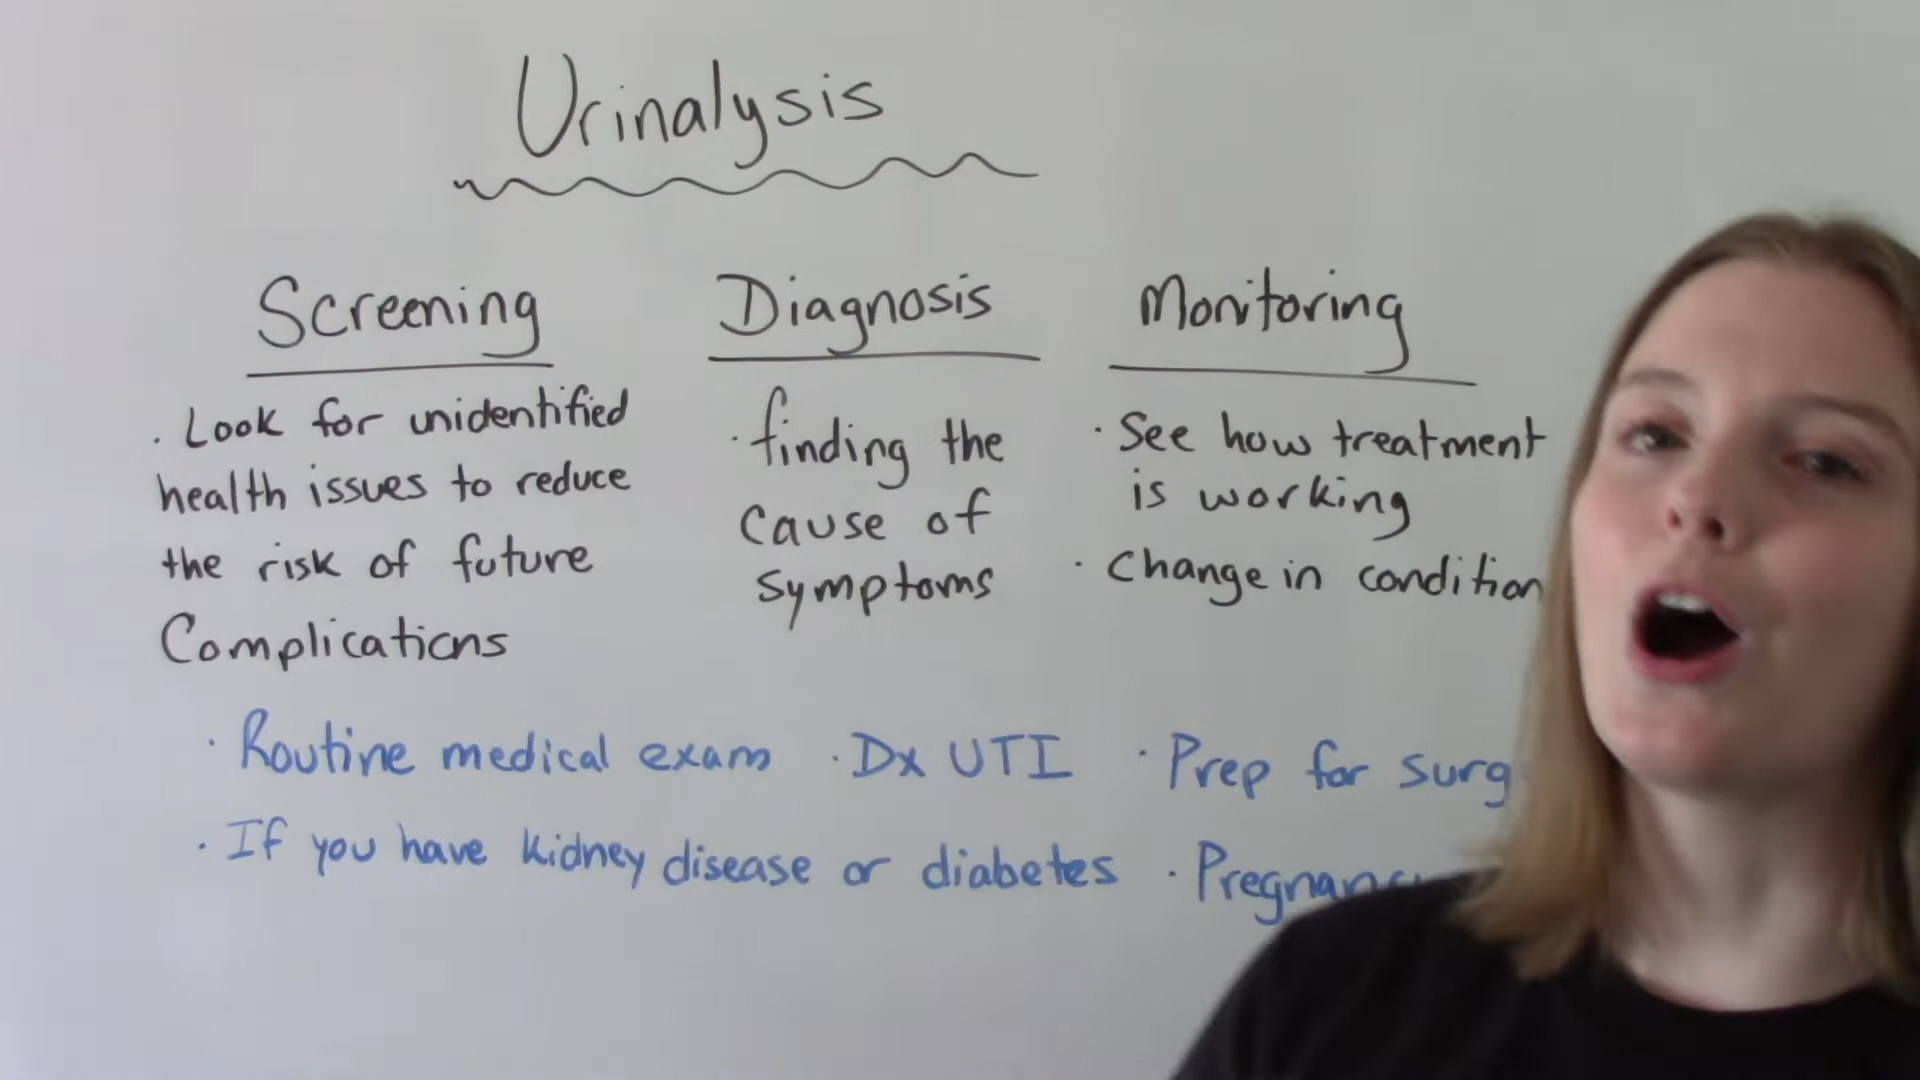 Urinalysis
Screening
. Look for unidentified
health issues to reduce
the risk of future
Complications
Diagnosis
· finding the
cause of
symptoms
Monitoring
· See how treatment
is working
· Change in condition
· Routine medical exam · Dx UTI · Prep for surg
· If you have kidney disease or diabetes · Pregnancy